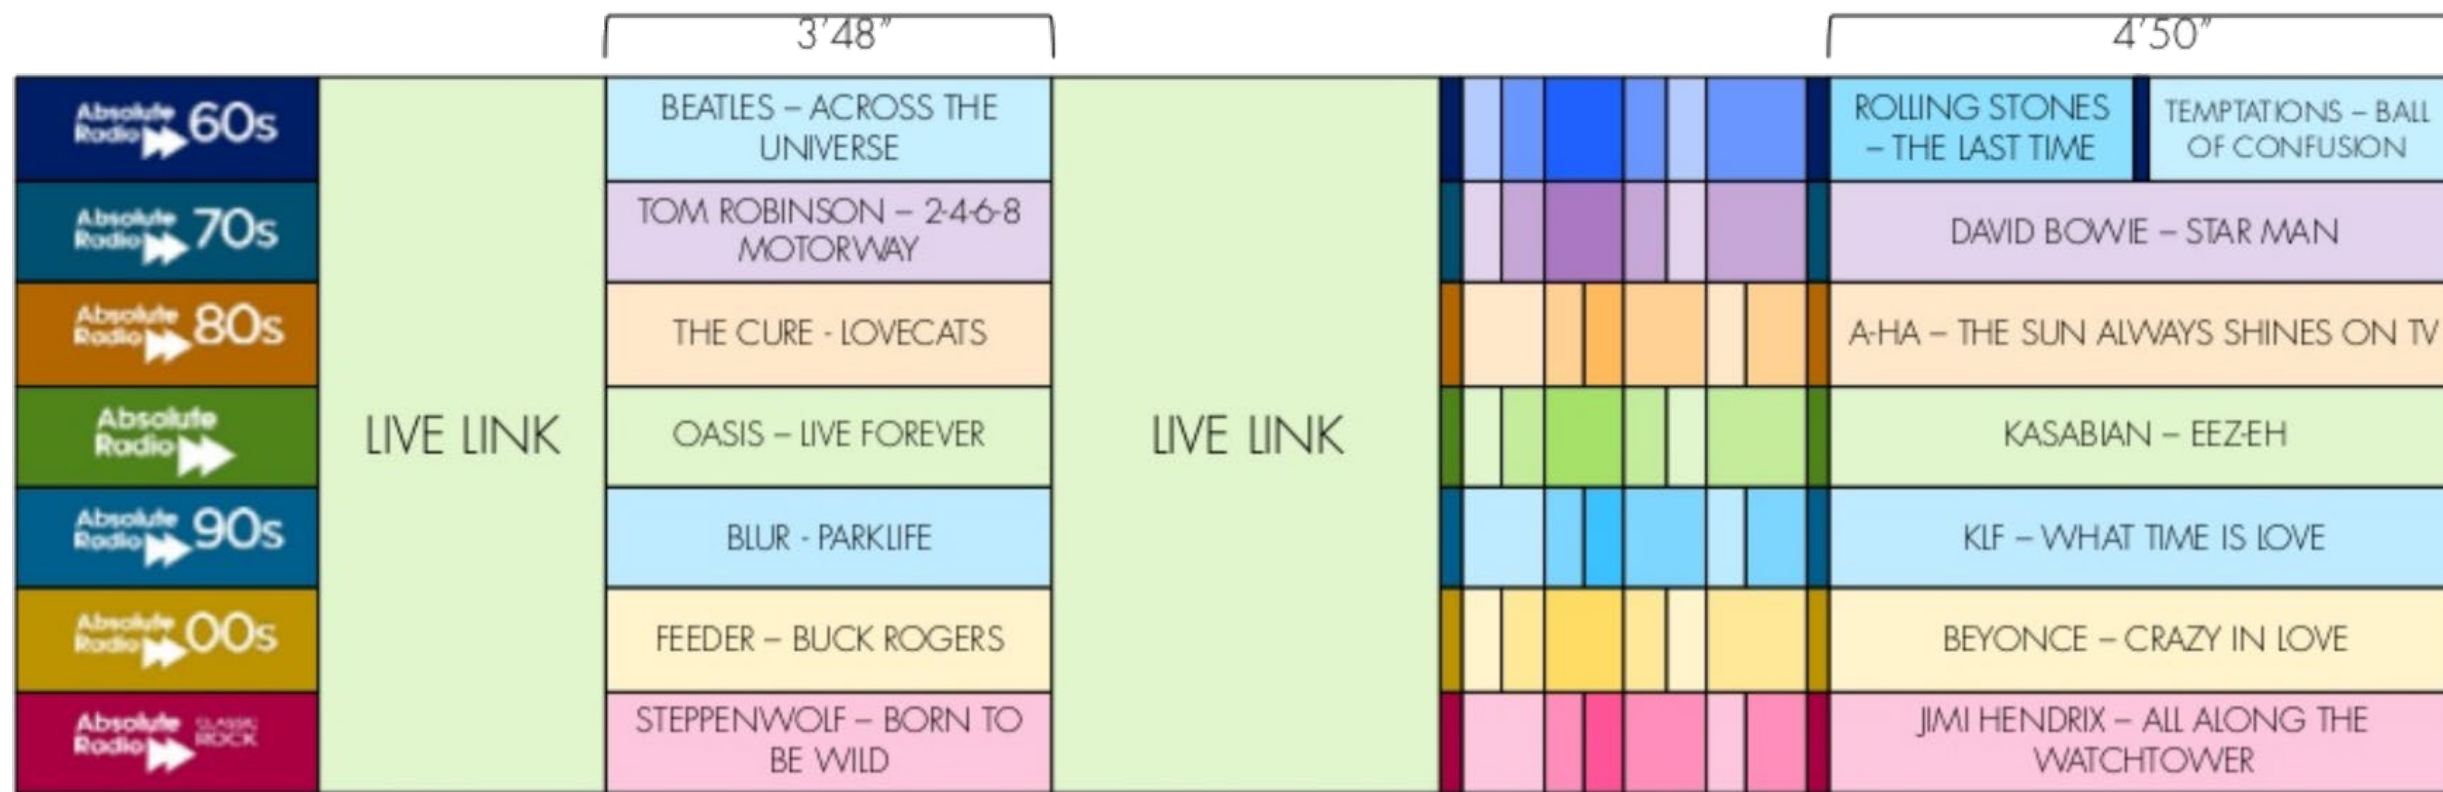 3'48"
4'50"
Absolute
Radio 60s
BEATLES – ACROSS THE
UNIVERSE
ROLLING STONES
– THE LAST TIME
TEMPTATIONS – BALL
OF CONFUSION
Absolute
Radio 70s
TOM ROBINSON – 2-4-6-8
MOTORWAY
DAVID BOWIE – STAR MAN
Absolute
Radio 80s
THE CURE - LOVECATS
A-HA – THE SUN ALWAYS SHINES ON TV
Absolute
Radio
LIVE LINK
OASIS – LIVE FOREVER
LIVE LINK
KASABIAN – EEZ-EH
Absolute
Radio 90s
BLUR - PARKLIFE
KLF – WHAT TIME IS LOVE
Absolute
Radio 00s
FEEDER – BUCK ROGERS
BEYONCE – CRAZY IN LOVE
Absolute
Radio
CLASSIC
ROCK
STEPPENWOLF – BORN TO
BE WILD
JIMI HENDRIX – ALL ALONG THE
WATCHTOWER